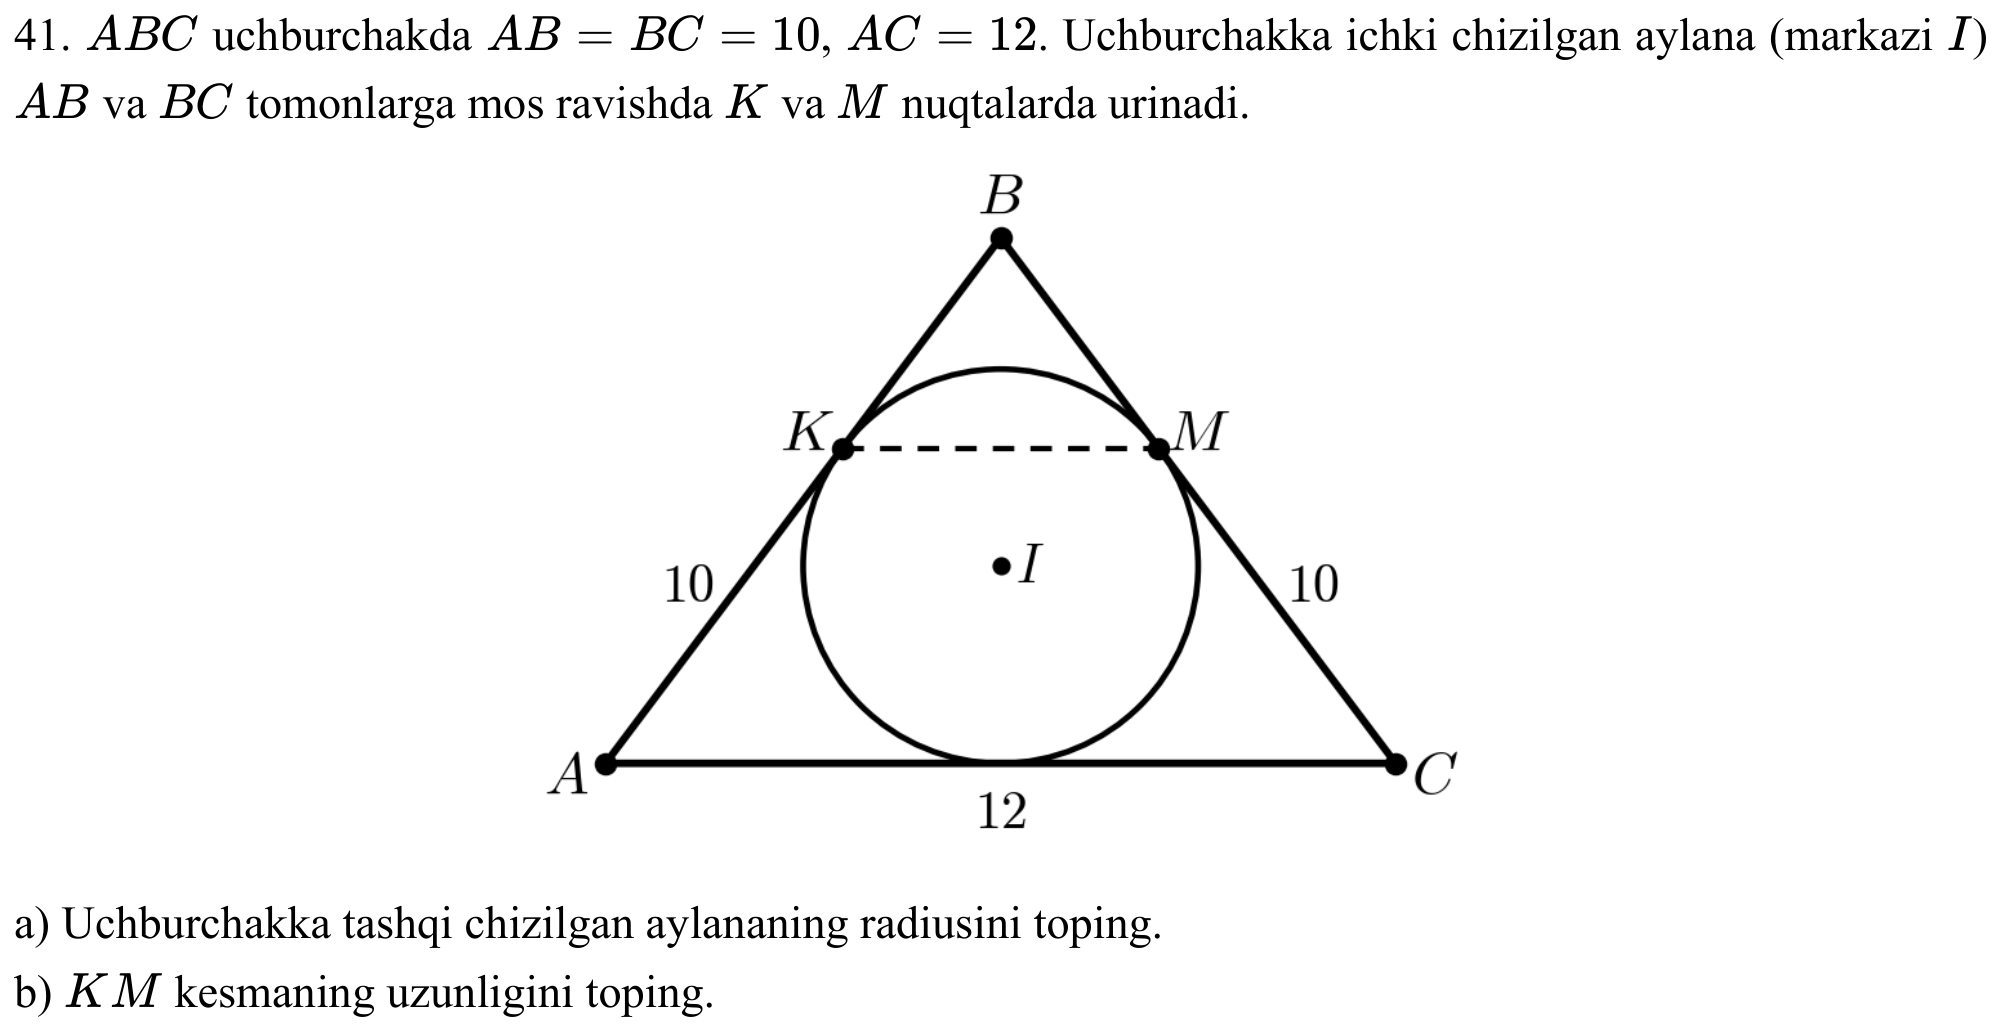 41. ABC uchburchakda AB = BC = 10, AC = 12. Uchburchakka ichki chizilgan aylana (markazi I)
AB va BC tomonlarga mos ravishda K va M nuqtalarda urinadi.
B
K
M
I
10
10
A
C
12
a) Uchburchakka tashqi chizilgan aylananing radiusini toping.
b) KM kesmaning uzunligini toping.